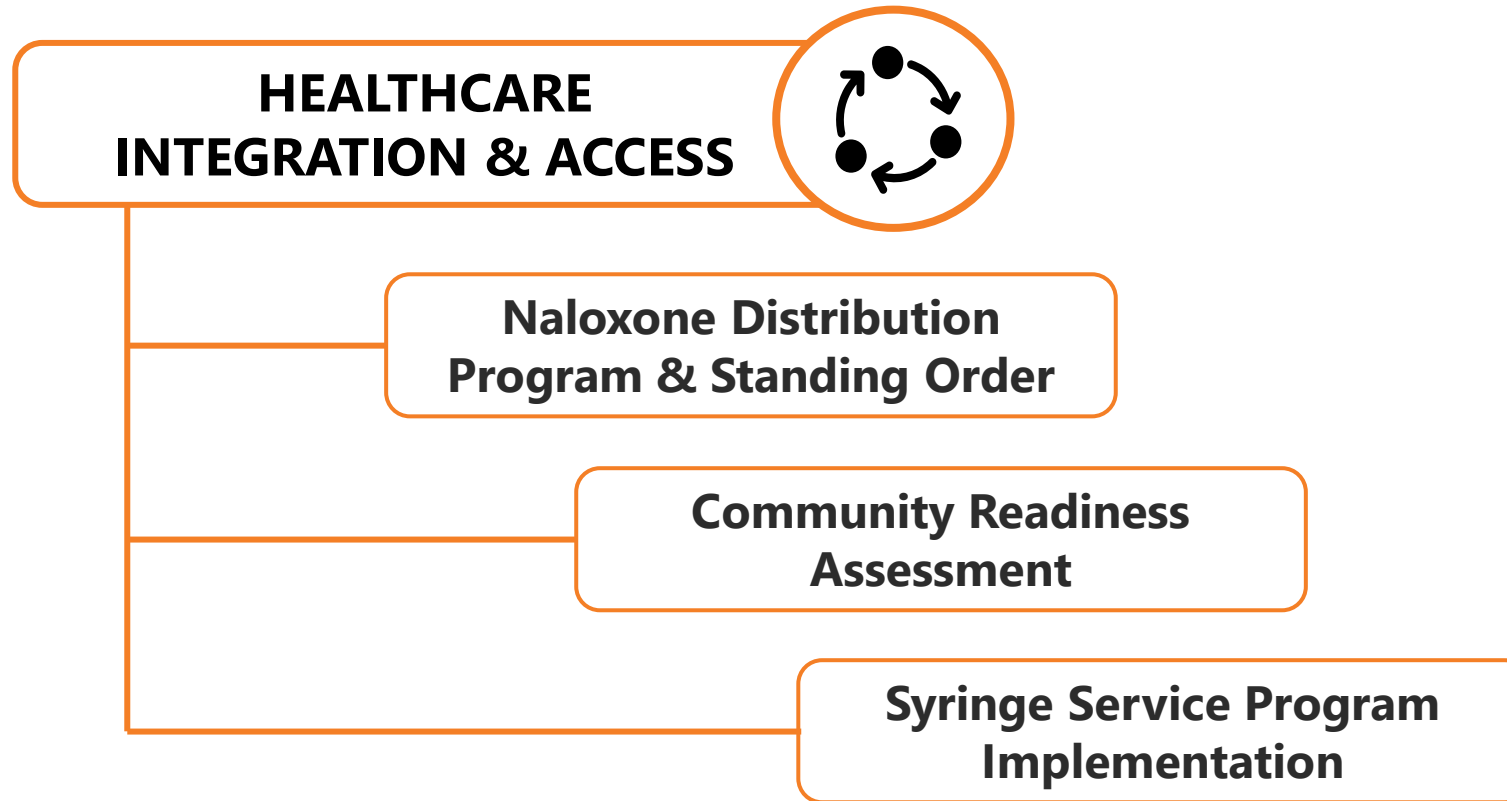 HEALTHCARE
INTEGRATION & ACCESS
Naloxone Distribution
Program & Standing Order
Community Readiness
Assessment
Syringe Service Program
Implementation